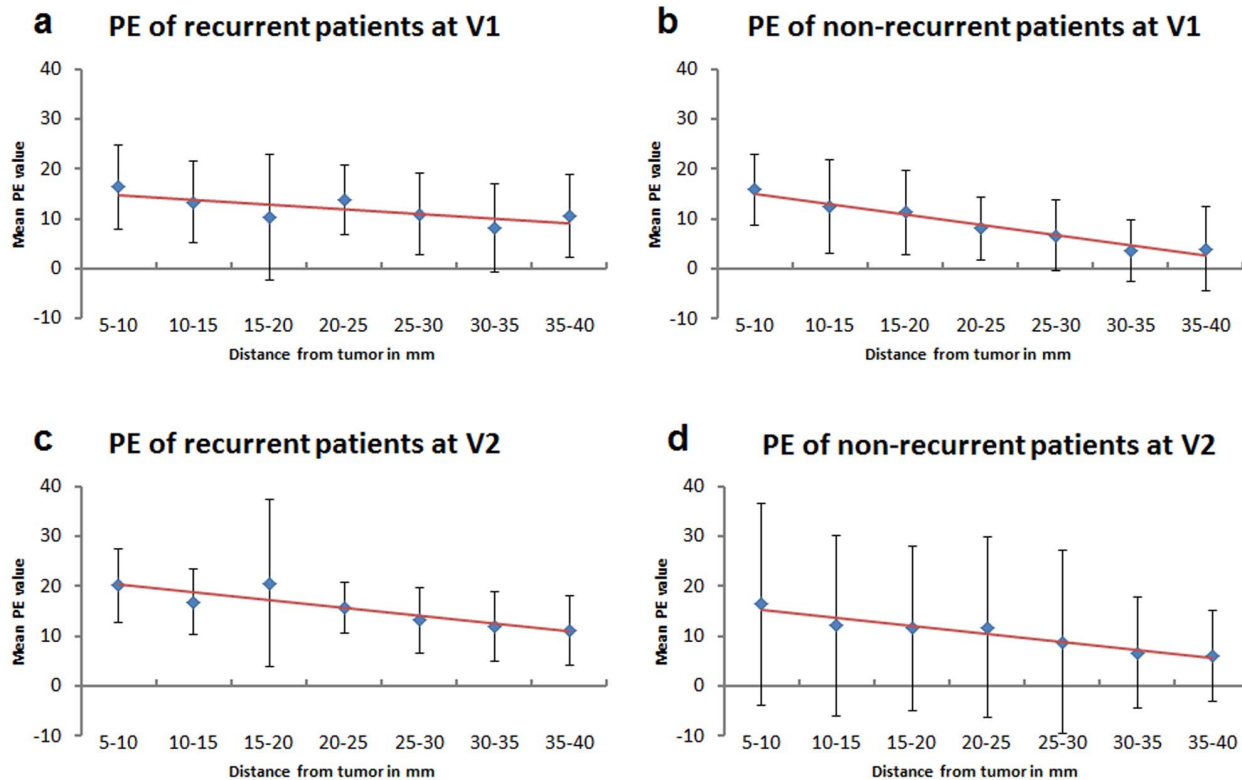 a PE of recurrent patients at V1
Mean PE value
40
30
20
10
0
-10
5-10 10-15 15-20 20-25 25-30 30-35 35-40
Distance from tumor in mm
b PE of non-recurrent patients at V1
Mean PE value
40
30
20
10
0
-10
5-10 10-15 15-20 20-25 25-30 30-35 35-40
Distance from tumor in mm
c PE of recurrent patients at V2
Mean PE value
40
30
20
10
0
-10
5-10 10-15 15-20 20-25 25-30 30-35 35-40
Distance from tumor in mm
d PE of non-recurrent patients at V2
Mean PE value
40
30
20
10
0
-10
5-10 10-15 15-20 20-25 25-30 30-35 35-40
Distance from tumor in mm